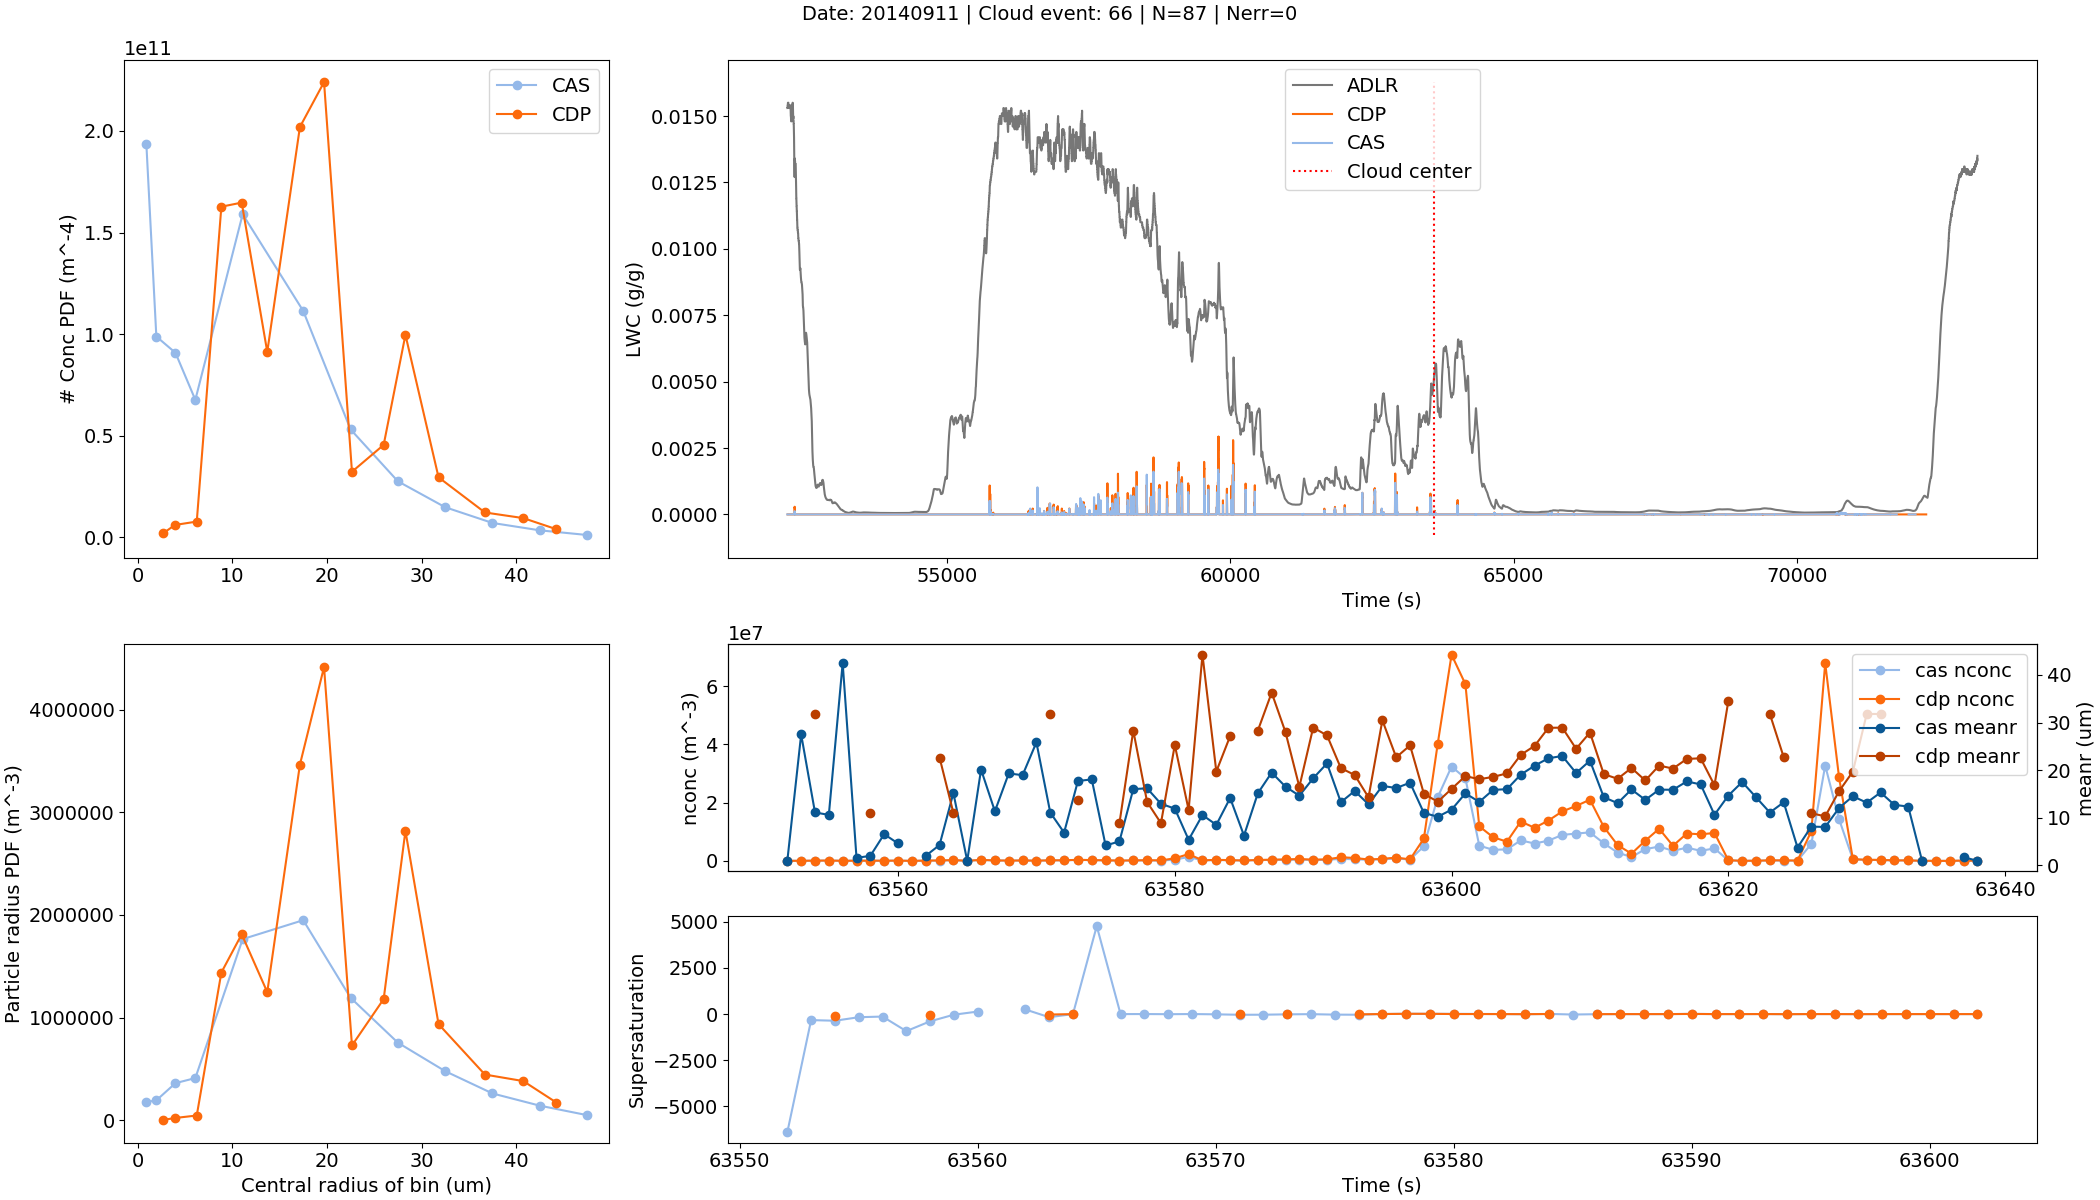 Date: 20140911 | Cloud event: 66 | N=87 | Nerr=0
1e11
CAS
CDP
# Conc PDF (m^-4)
2.0
1.5
1.0
0.5
0.0
0 10 20 30 40
ADLR
CDP
CAS
Cloud center
LWC (g/g)
0.0150
0.0125
0.0100
0.0075
0.0050
0.0025
0.0000
55000 60000 65000 70000
Time (s)
Particle radius PDF (m^-3)
4000000
3000000
2000000
1000000
0
0 10 20 30 40
Central radius of bin (um)
1e7
cas nconc
cdp nconc
cas meanr
cdp meanr
nconc (m^-3)
6
4
2
0
40
30
20
10
0
meanr (um)
63560 63580 63600 63620 63640
Supersaturation
5000
2500
0
−2500
−5000
63550 63560 63570 63580 63590 63600
Time (s)